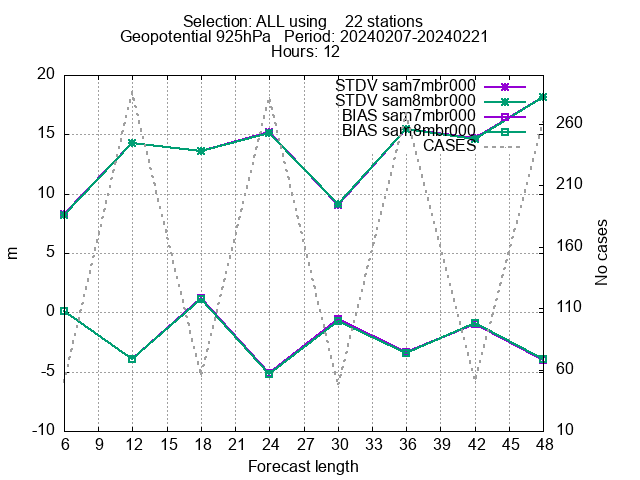 Selection: ALL using    22 stations
Geopotential 925hPa   Period: 20240207-20240221
Hours: 12
STDV sam7mbr000
STDV sam8mbr000
BIAS sam7mbr000
BIAS sam8mbr000
CASES
20
15
10
5
0
-5
-10
m
260
210
160
110
60
10
No cases
6 9 12 15 18 21 24 27 30 33 36 39 42 45 48
Forecast length